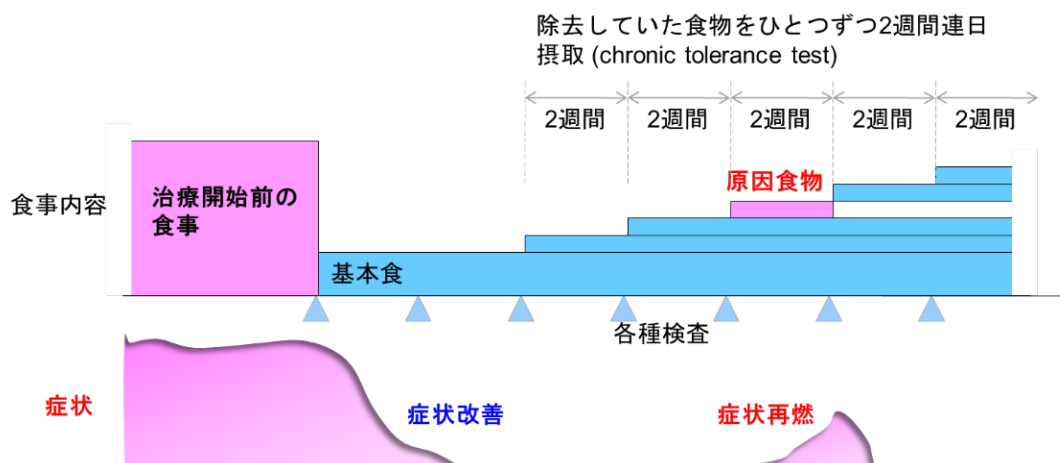 除去していた食物をひとつずつ2週間連日
摂取 (chronic tolerance test)
2週間
2週間
2週間
2週間
2週間
原因食物
食事内容
治療開始前の
食事
基本食
各種検査
症状
症状改善
症状再燃